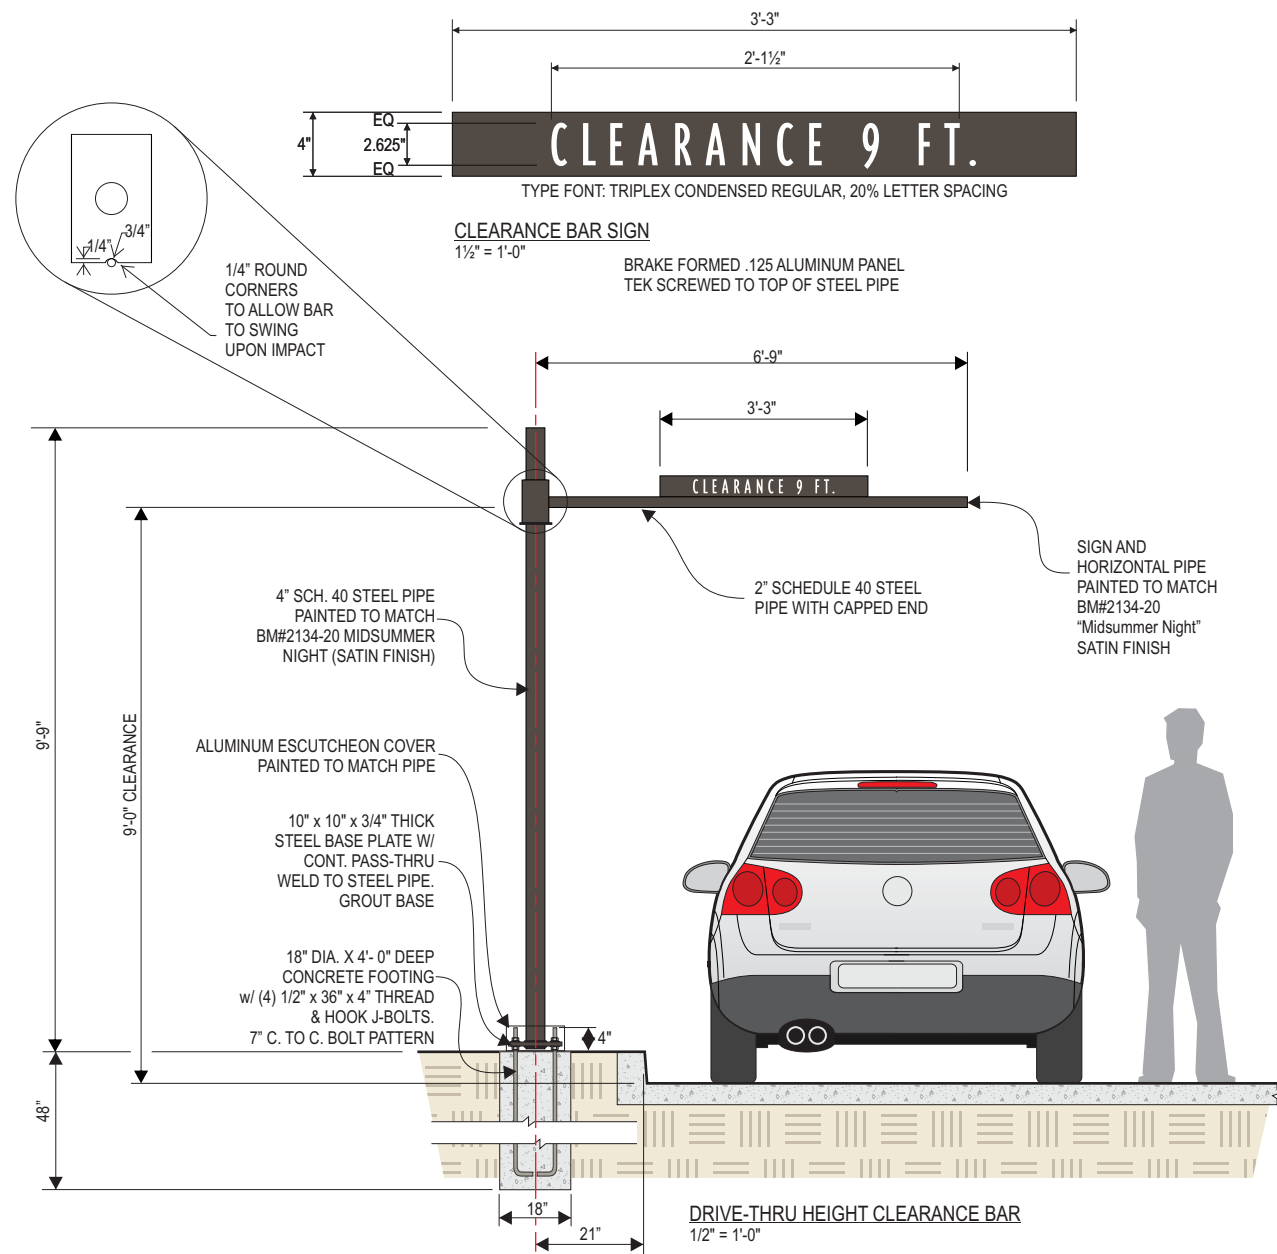 3'-3"
2'-1½"
4"
EQ
2.625"
EQ
CLEARANCE 9 FT.
TYPE FONT: TRIPLEX CONDENSED REGULAR, 20% LETTER SPACING
CLEARANCE BAR SIGN
1½" = 1'-0"
BRAKE FORMED .125 ALUMINUM PANEL
TEK SCREWED TO TOP OF STEEL PIPE
3/4"
1/4"
1/4" ROUND
CORNERS
TO ALLOW BAR
TO SWING
UPON IMPACT
6'-9"
3'-3"
CLEARANCE 9 FT.
SIGN AND
HORIZONTAL PIPE
PAINTED TO MATCH
BM#2134-20
“Midsummer Night”
SATIN FINISH
2” SCHEDULE 40 STEEL
PIPE WITH CAPPED END
4” SCH. 40 STEEL PIPE
PAINTED TO MATCH
BM#2134-20 MIDSUMMER
NIGHT (SATIN FINISH)
9'-9"
9'-0" CLEARANCE
ALUMINUM ESCUTCHEON COVER
PAINTED TO MATCH PIPE
10" x 10" x 3/4" THICK
STEEL BASE PLATE W/
CONT. PASS-THRU
WELD TO STEEL PIPE.
GROUT BASE
18" DIA. X 4'- 0" DEEP
CONCRETE FOOTING
w/ (4) 1/2" x 36" x 4” THREAD
& HOOK J-BOLTS.
7” C. TO C. BOLT PATTERN
4"
48”
18”
21”
DRIVE-THRU HEIGHT CLEARANCE BAR
1/2" = 1'-0"